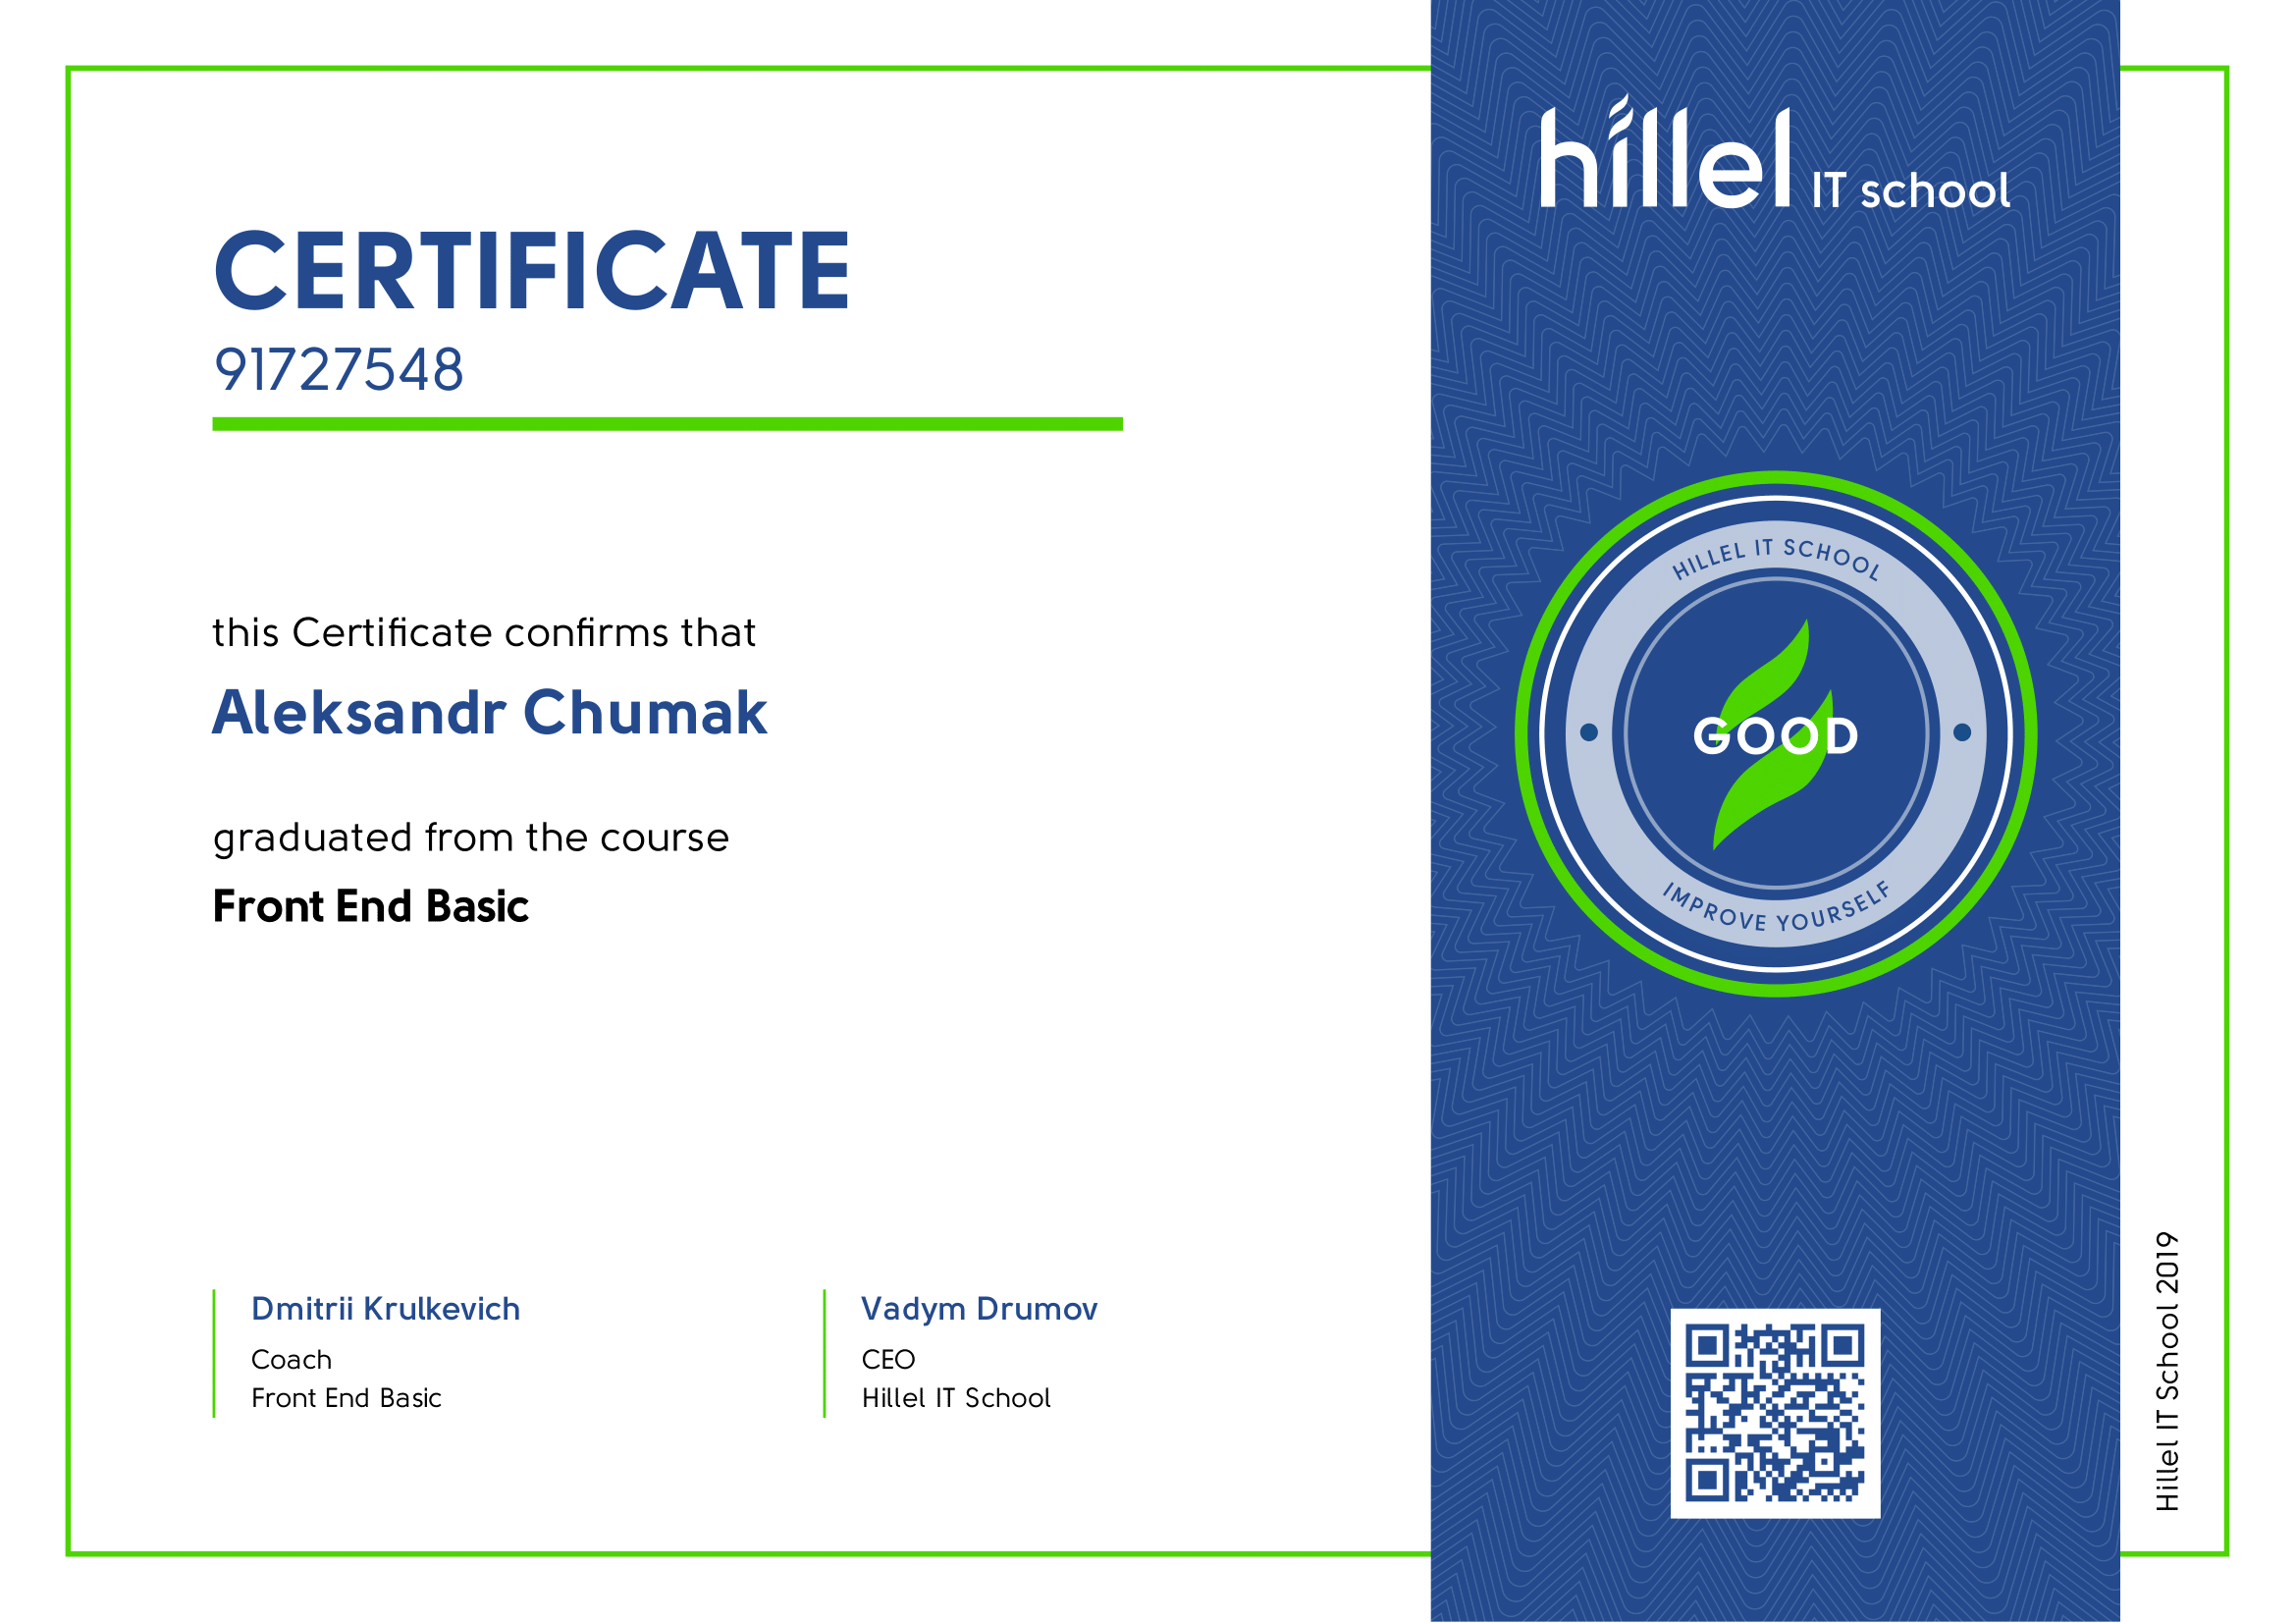 CERTIFICATE
91727548
this Certificate confirms that
Aleksandr Chumak
graduated from the course
Front End Basic
Dmitrii Krulkevich
Coach
Front End Basic
Vadym Drumov
CEO
Hillel IT School
hillel IT school
HILLEL IT SCHOOL
GOOD
IMPROVE YOURSELF
Hillel IT School 2019